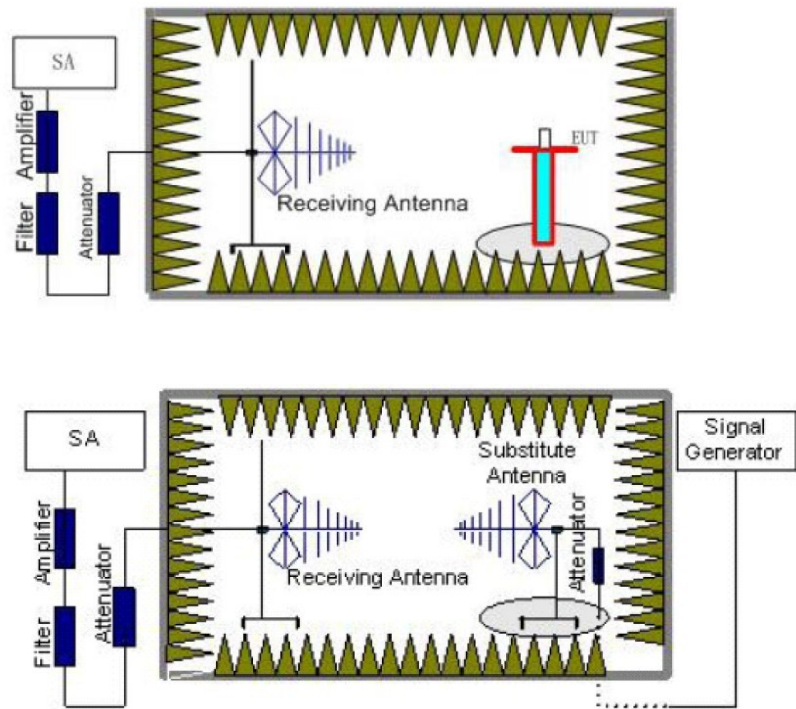 SA
Amplifier
Filter
Attenuator
EUT
Receiving Antenna
SA
Amplifier
Filter
Attenuator
Substitute
Antenna
Attenuator
Receiving Antenna
Signal
Generator